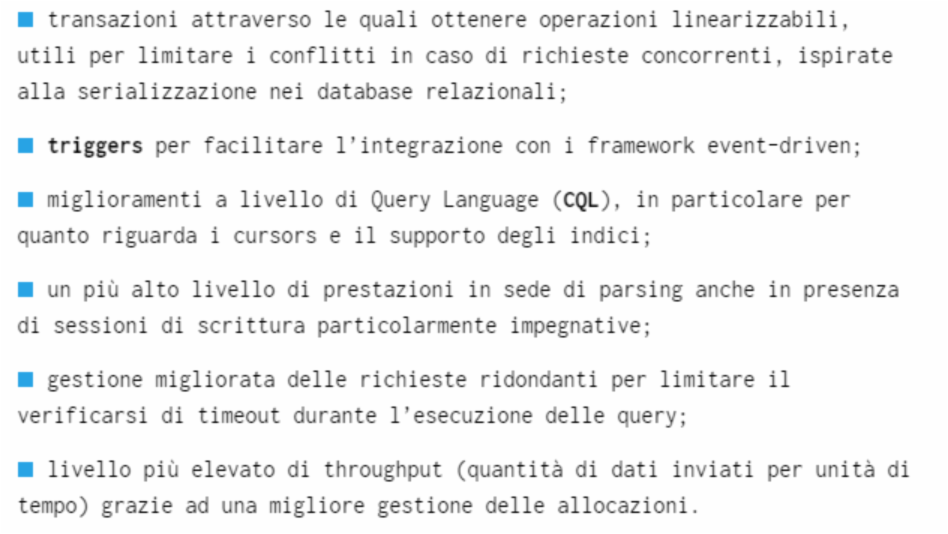 ■ transazioni attraverso le quali ottenere operazioni linearizzabili,
utili per limitare i conflitti in caso di richieste concorrenti, ispirate
alla serializzazione nei database relazionali;
■ triggers per facilitare l'integrazione con i framework event-driven;
■ miglioramenti a livello di Query Language (CQL), in particolare per
quanto riguarda i cursors e il supporto degli indici;
■ un più alto livello di prestazioni in sede di parsing anche in presenza
di sessioni di scrittura particolarmente impegnative;
■ gestione migliorata delle richieste ridondanti per limitare il
verificarsi di timeout durante l'esecuzione delle query;
■ livello più elevato di throughput (quantità di dati inviati per unità di
tempo) grazie ad una migliore gestione delle allocazioni.